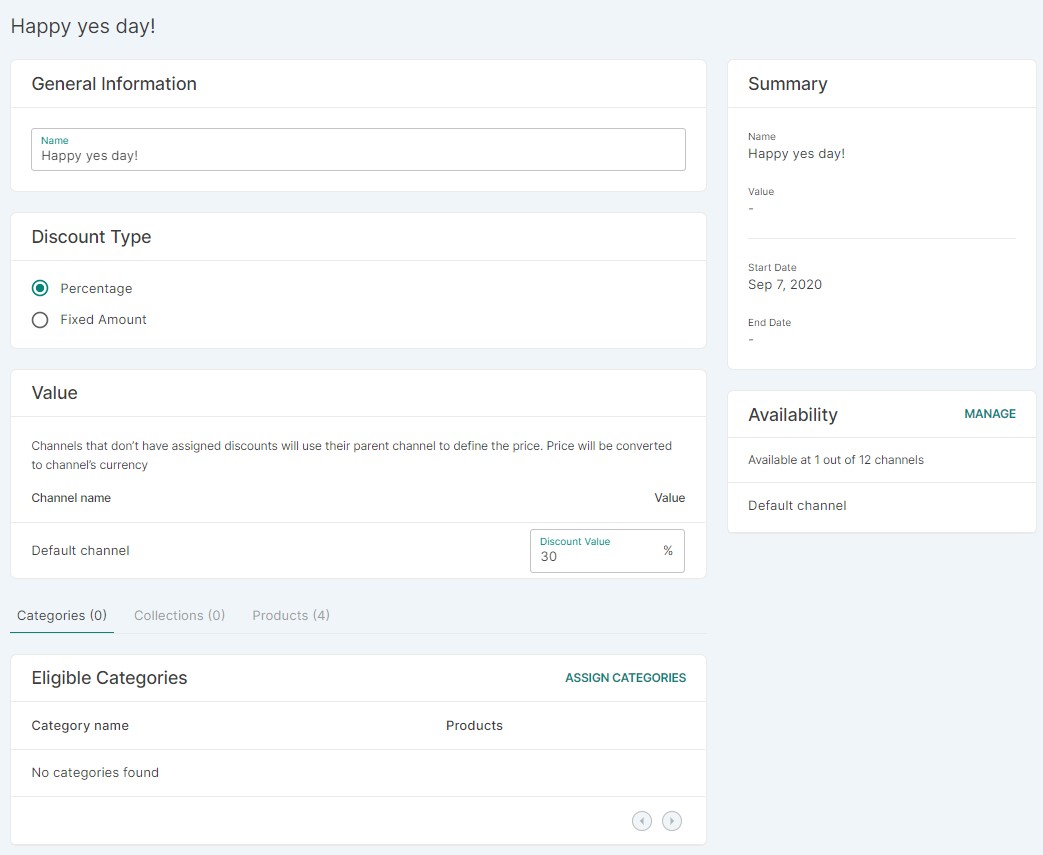 Happy yes day!
General Information
Name
Happy yes day!
Discount Type
Percentage
Fixed Amount
Value
Channels that don’t have assigned discounts will use their parent channel to define the price. Price will be converted
to channel’s currency
Channel name Value
Default channel
Discount Value
30 %
Categories (0) Collections (0) Products (4)
Eligible Categories ASSIGN CATEGORIES
Category name Products
No categories found
Summary
Name
Happy yes day!
Value
-
Start Date
Sep 7, 2020
End Date
-
Availability MANAGE
Available at 1 out of 12 channels
Default channel